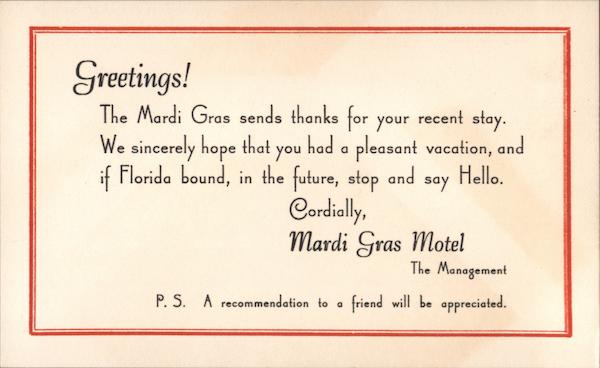 Greetings!
The Mardi Gras sends thanks for your recent stay.
We sincerely hope that you had a pleasant vacation, and
if Florida bound, in the future, stop and say Hello.
Cordially,
Mardi Gras Motel
The Management
P. S. A recommendation to a friend will be appreciated.